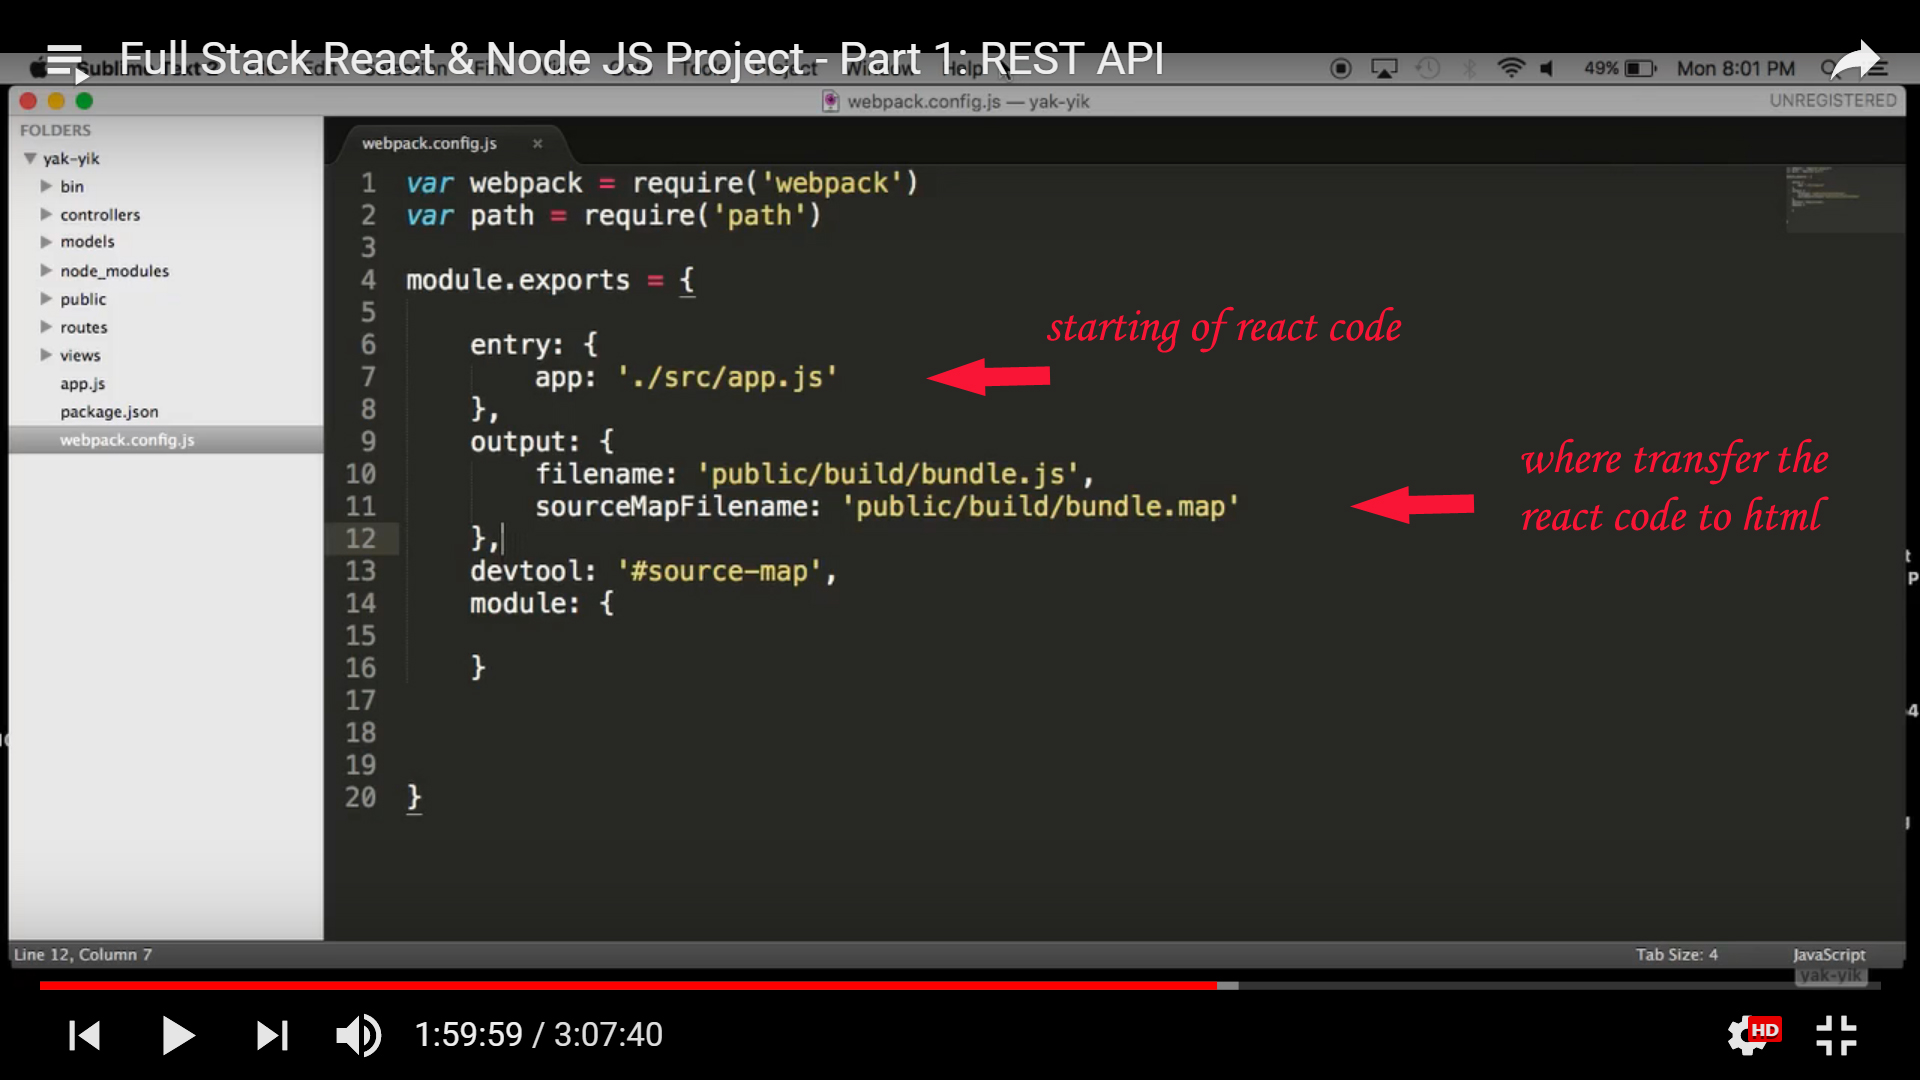 Full Stack React & Node JS Project - Part 1: REST API
49% Mon 8:01 PM
webpack.config.js — yak-yik
UNREGISTERED
FOLDERS
yak-yik
bin
controllers
models
node_modules
public
routes
views
app.js
package.json
webpack.config.js
webpack.config.js ×
1 var webpack = require('webpack')
2 var path = require('path')
3
4 module.exports = {
5
6 entry: {
7 app: './src/app.js'
8 },
9 output: {
10 filename: 'public/build/bundle.js',
11 sourceMapFilename: 'public/build/bundle.map'
12 },
13 devtool: '#source-map',
14 module: {
15
16 }
17
18
19
20 }
starting of react code
where transfer the
react code to html
Line 12, Column 7
Tab Size: 4 JavaScript
yak-yik
1:59:59 / 3:07:40
HD